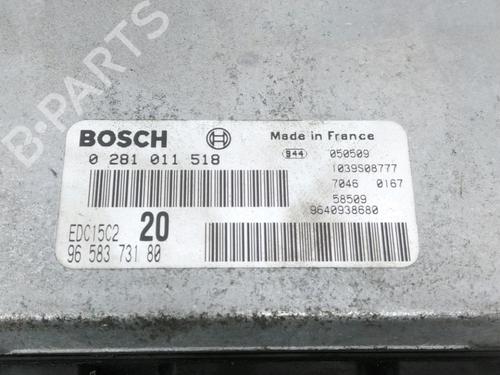 B-PARTS
BOSCH
Made in France
0 281 011 518
944 050509
1039S08777
7046 0167
58509
9640938680
EDC15C2 20
96 583 731 80